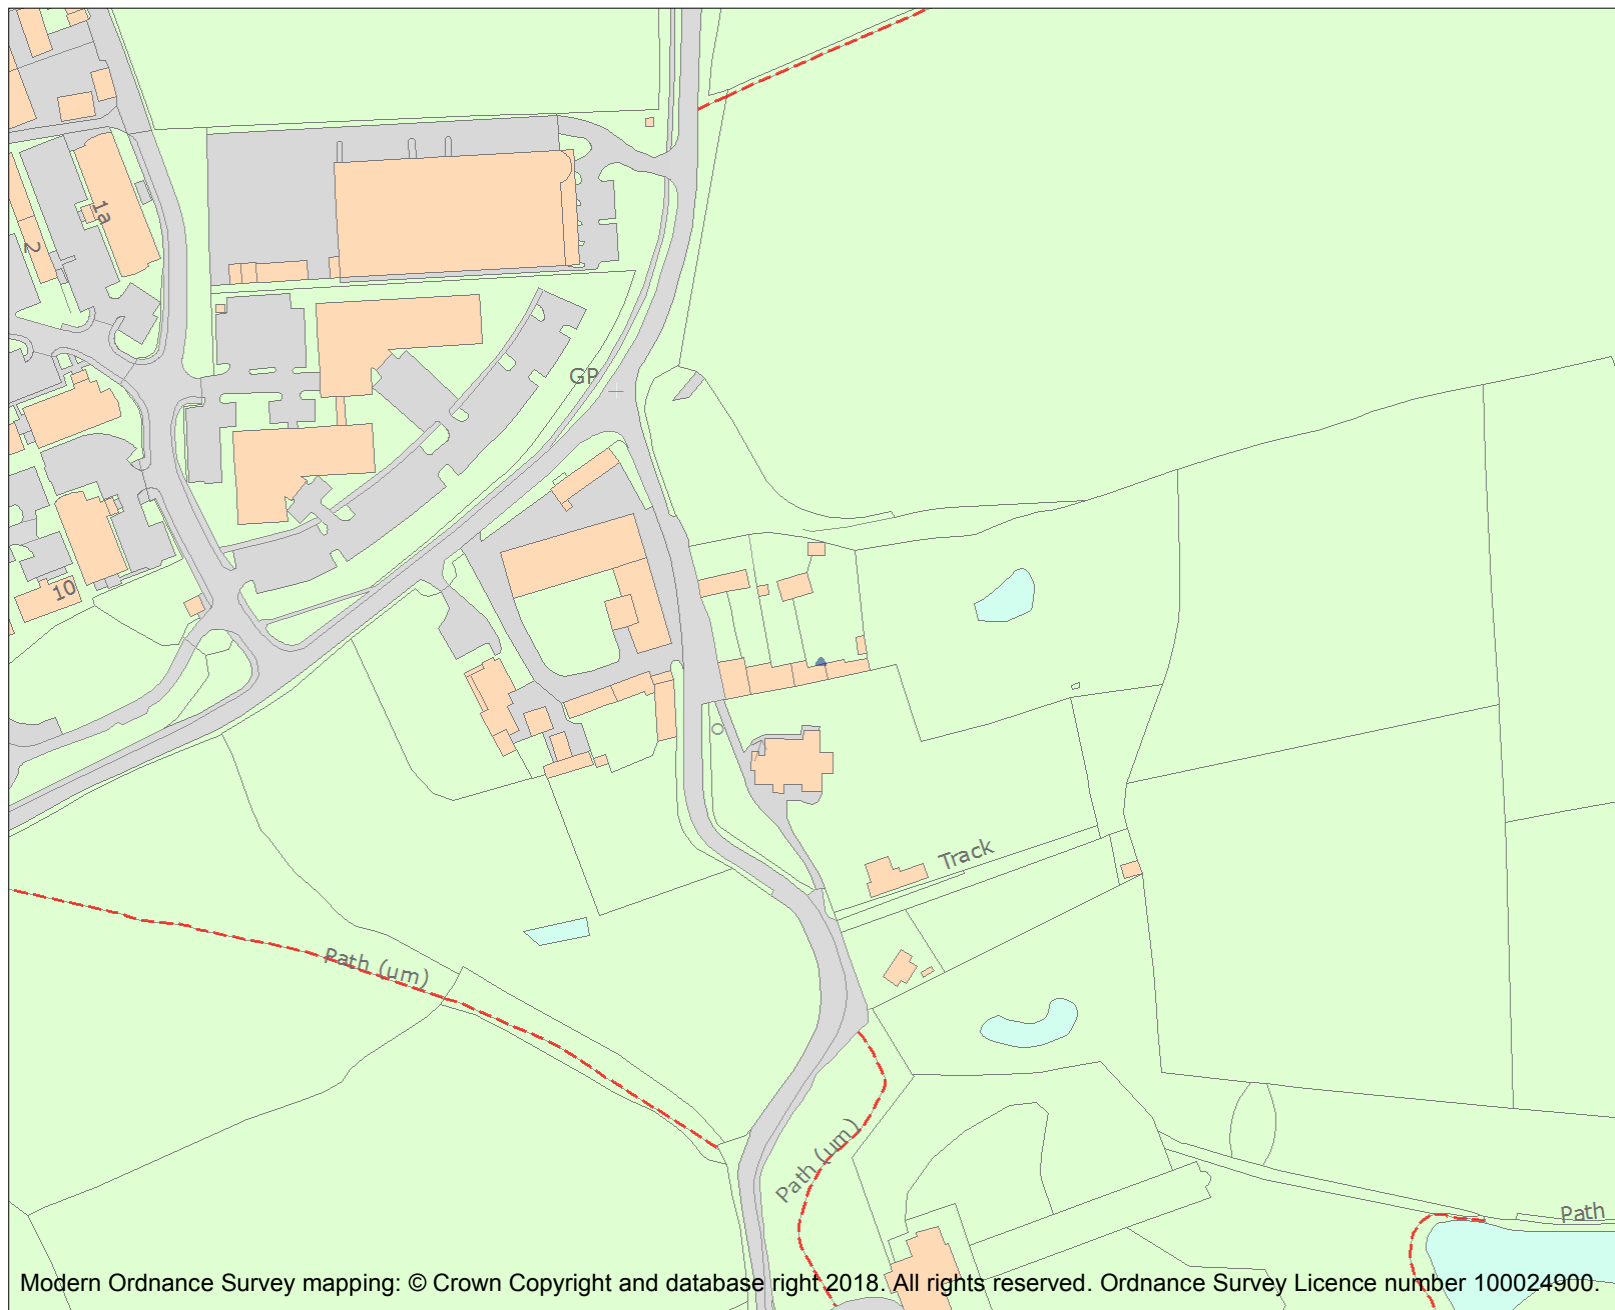 1a
2
GP
10
Track
Path (um)
Path (um)
Path
Modern Ordnance Survey mapping: © Crown Copyright and database right 2018. All rights reserved. Ordnance Survey Licence number 100024900.